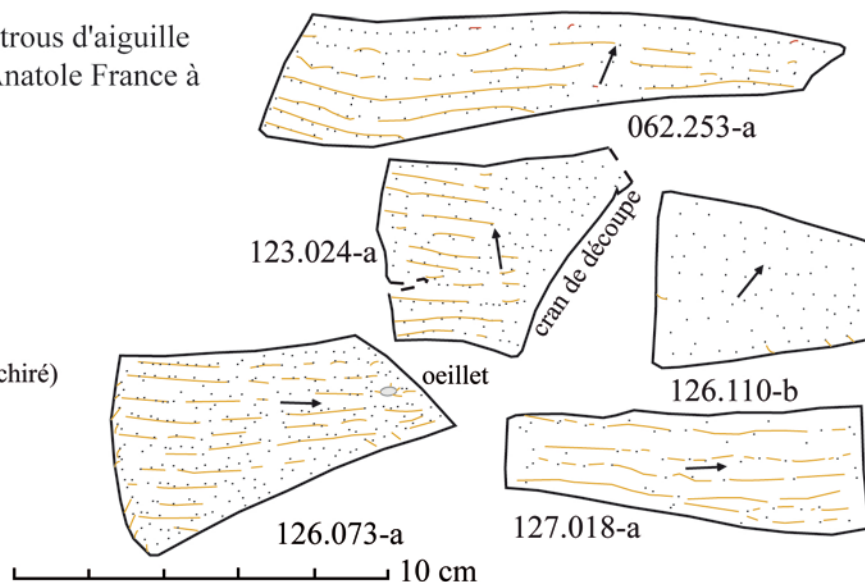 trous d'aiguille
Anatole France à
062.253-a
123.024-a
cran de découpe
126.110-b
chiré)
oeillet
126.073-a
127.018-a
10 cm